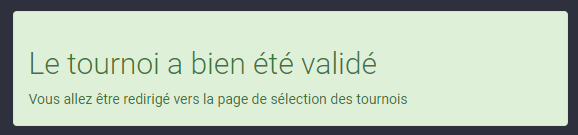 Le tournoi a bien été validé
Vous allez être redirigé vers la page de sélection des tournois